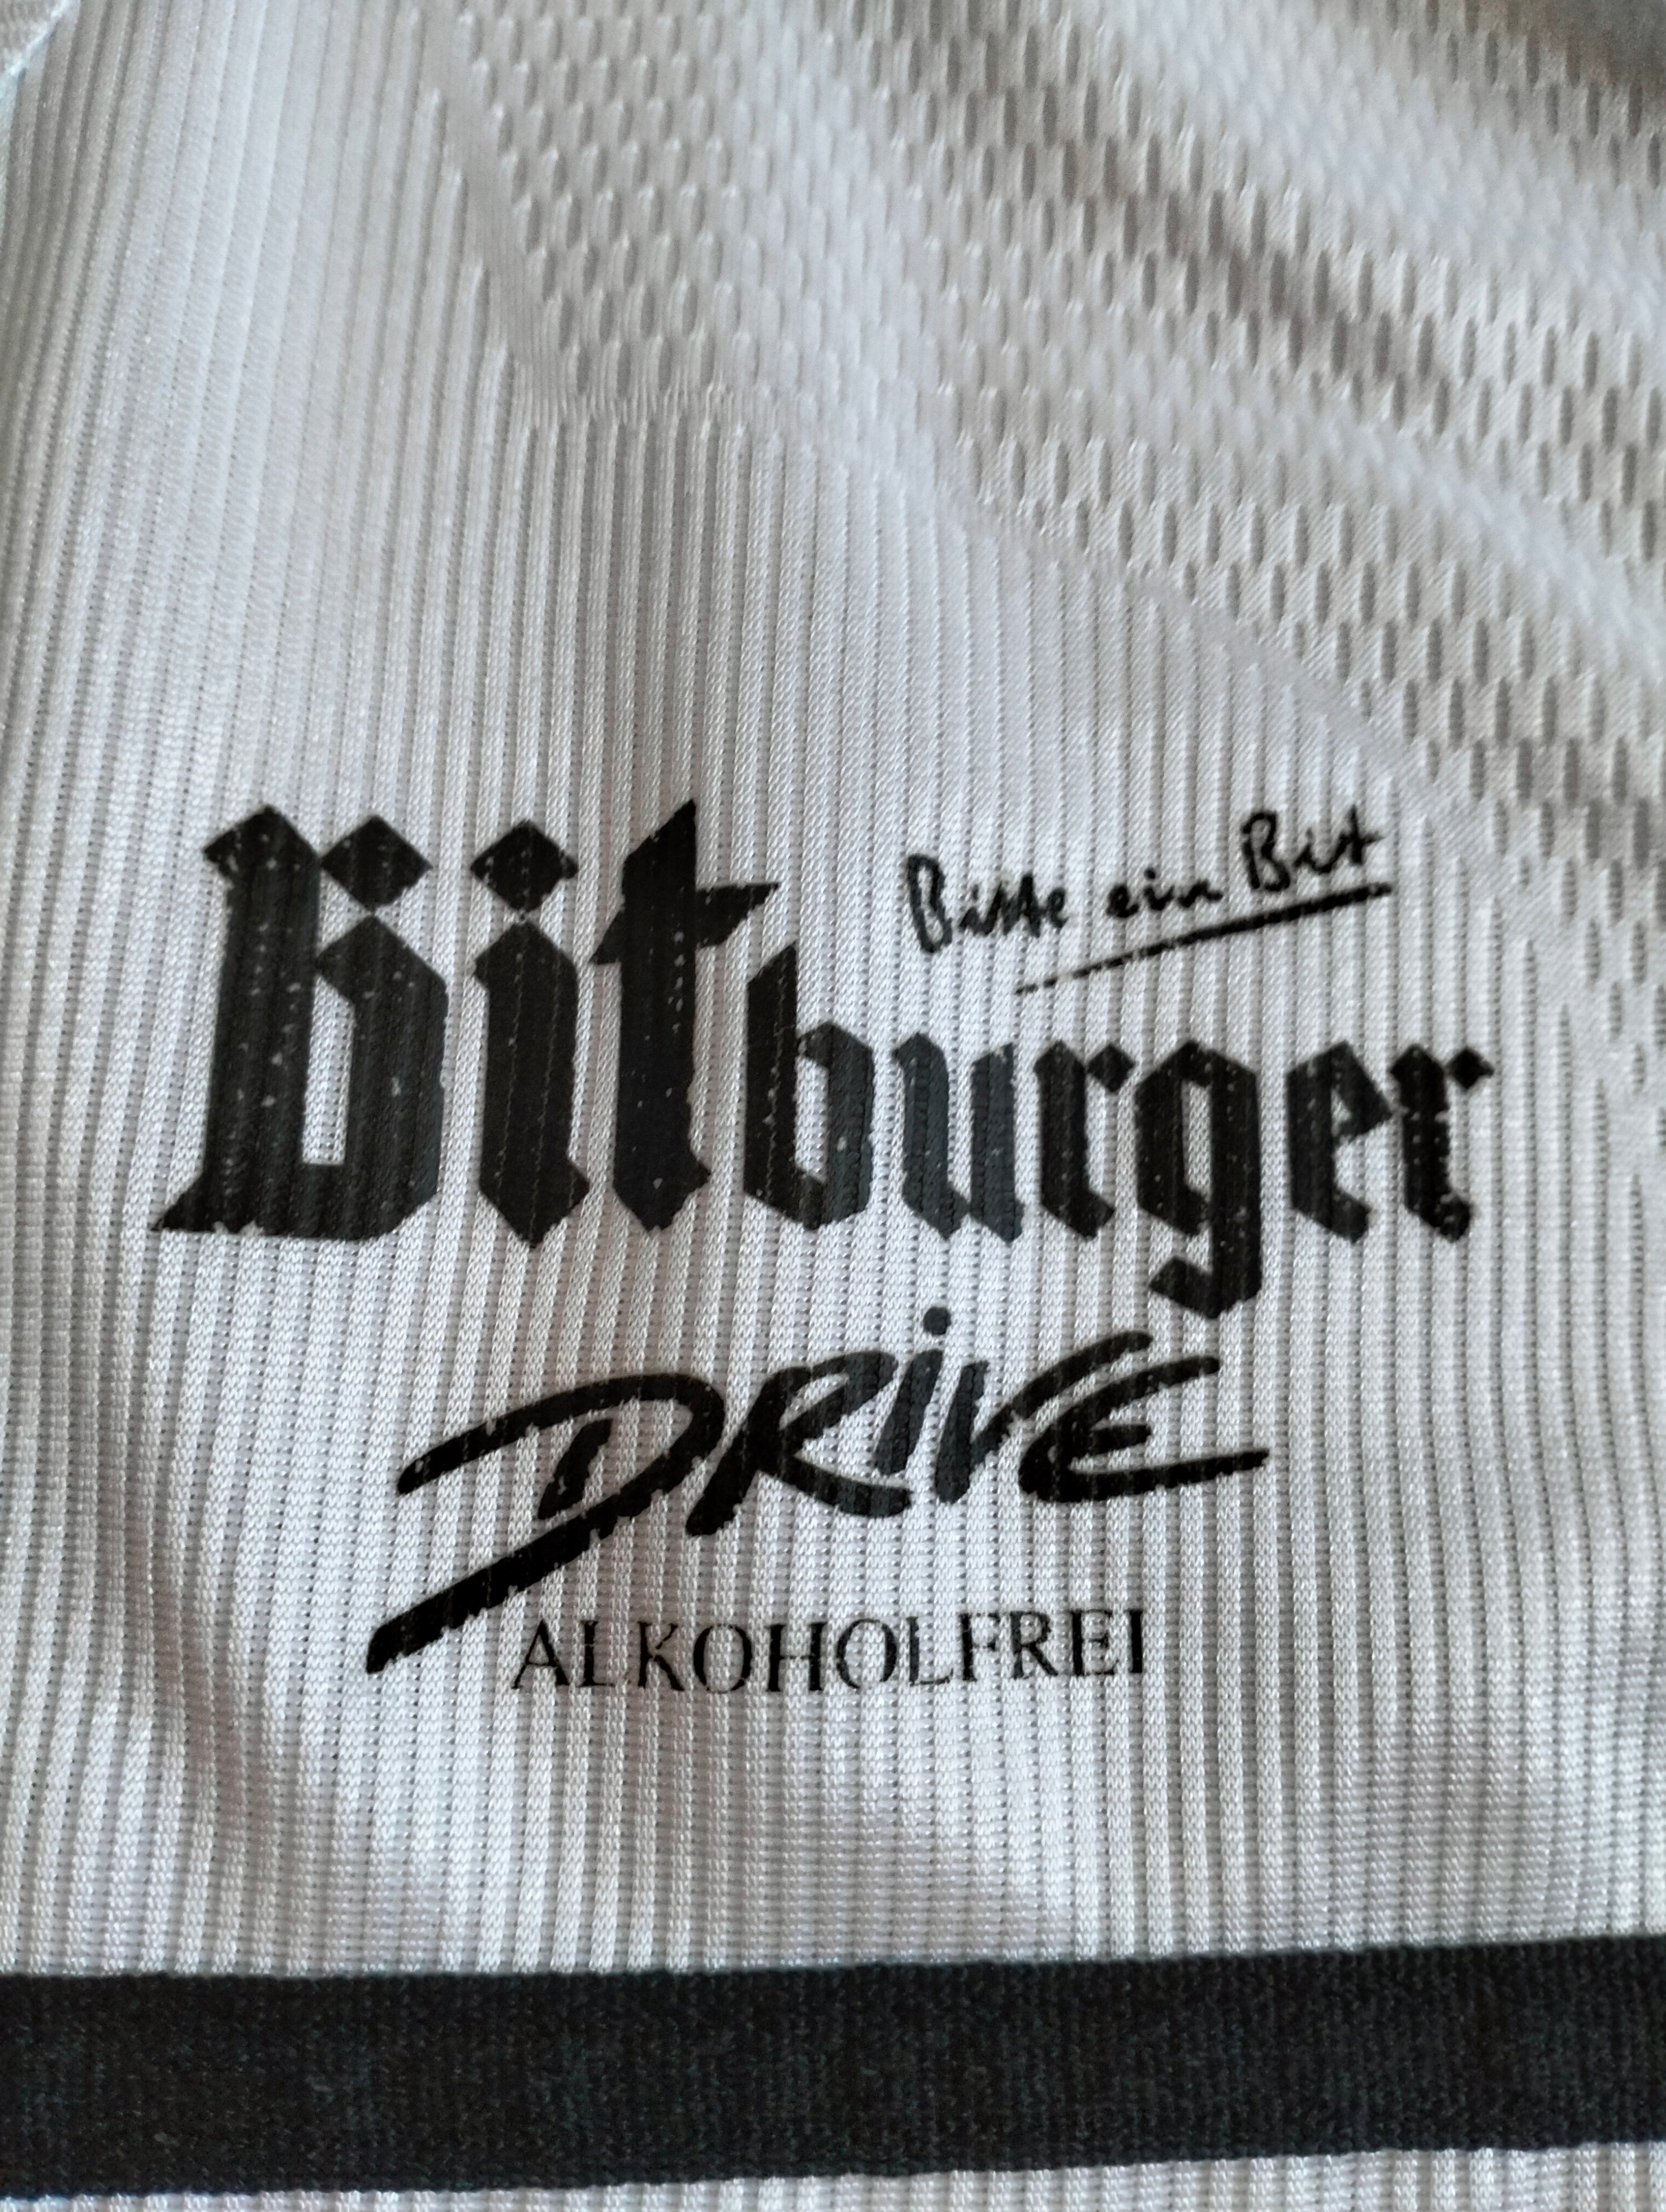 Bitte ein Bit
Bitburger
DRiVE
ALKOHOLFREI